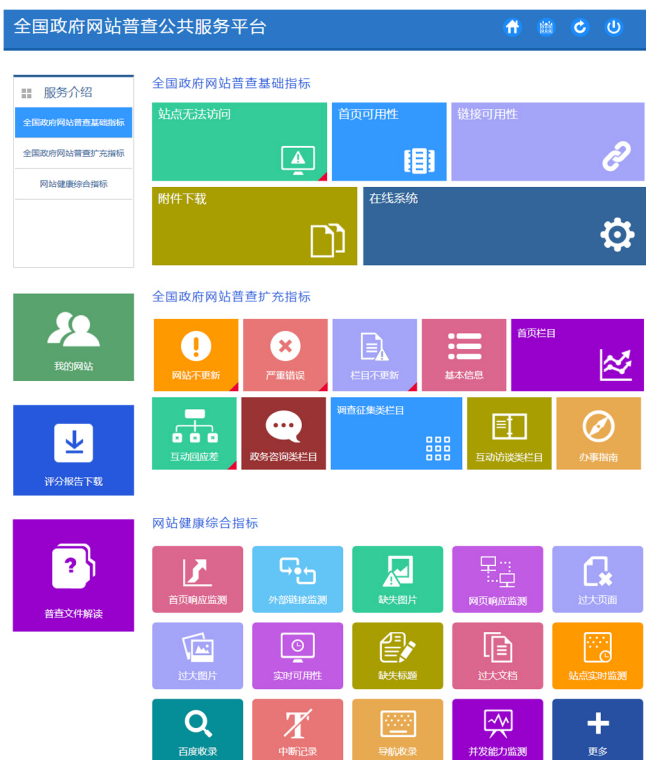 全国政府网站普查公共服务平台
服务介绍
全国政府网站普查基础指标
全国政府网站普查扩充指标
网站健康综合指标
我的网站
评分报告下载
普查文件解读
全国政府网站普查基础指标
站点无法访问
首页可用性
链接可用性
附件下载
在线系统
全国政府网站普查扩充指标
网站不更新
严重错误
栏目不更新
基本信息
首页栏目
互动回应差
政务咨询类栏目
调查征集类栏目
互动访谈类栏目
办事指南
网站健康综合指标
首页响应监测
外部链接监测
缺失图片
网页响应监测
过大页面
过大图片
实时可用性
缺失标题
过大文档
站点实时监测
百度收录
中断记录
导航收录
并发能力监测
更多